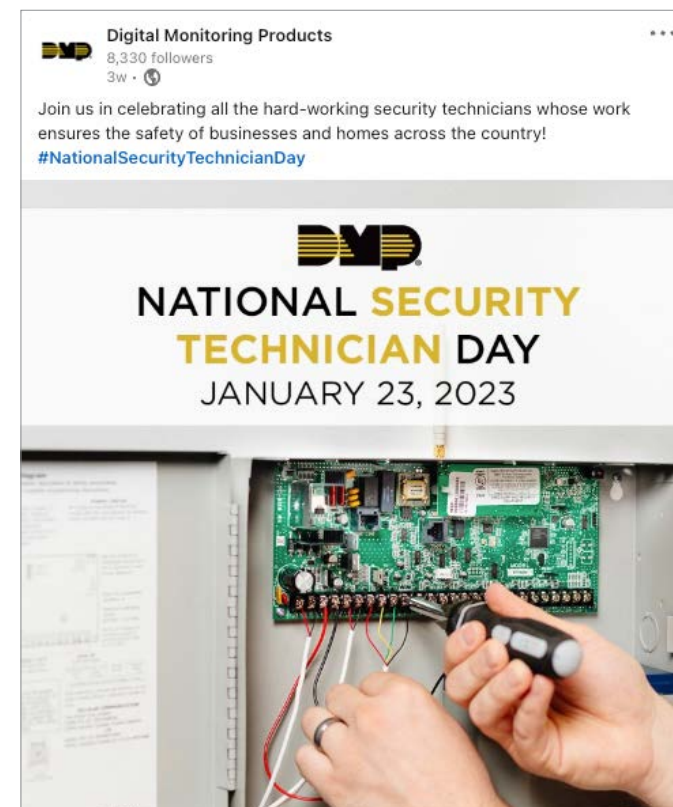 DMP
Digital Monitoring Products
8,330 followers
3w •
Join us in celebrating all the hard-working security technicians whose work
ensures the safety of businesses and homes across the country!
#NationalSecurityTechnicianDay
DMP
NATIONAL SECURITY
TECHNICIAN DAY
JANUARY 23, 2023